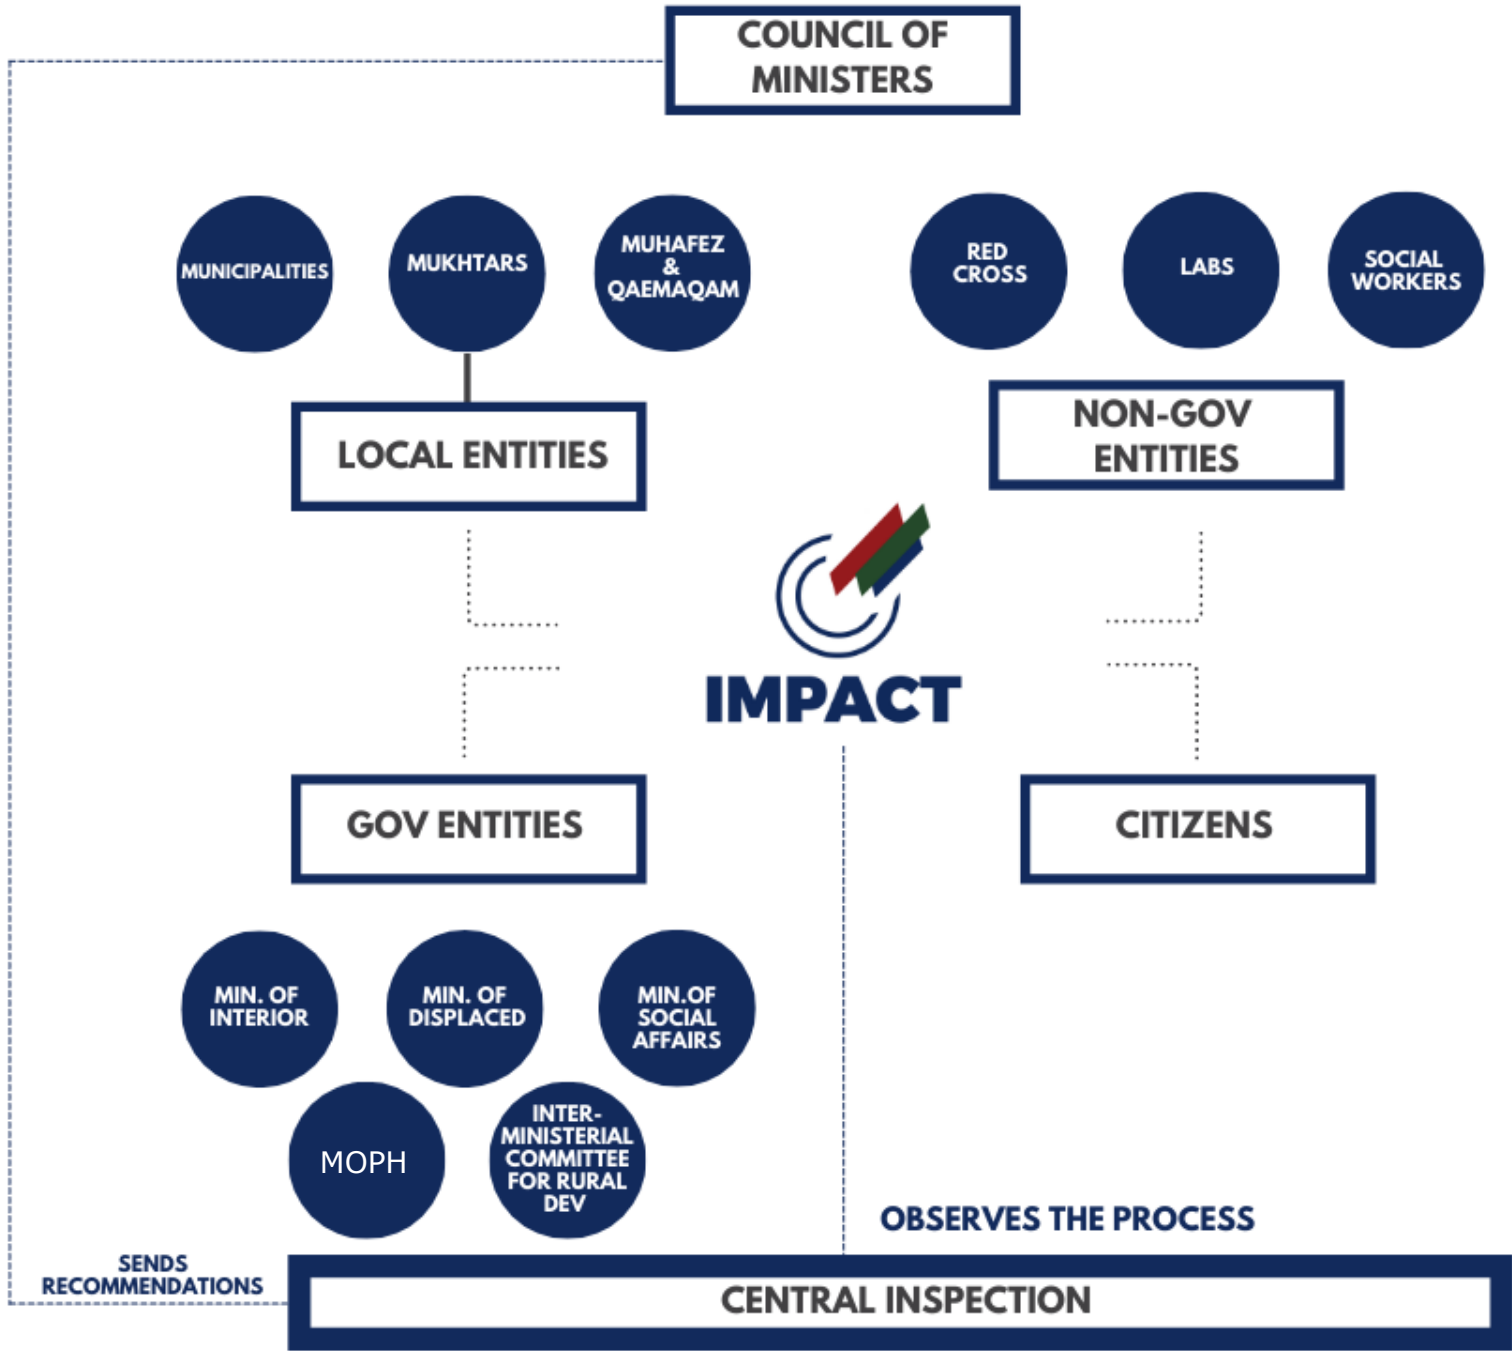 COUNCIL OF
MINISTERS
MUNICIPALITIES
MUKHTARS
MUHAFEZ
&
QAEMAQAM
RED
CROSS
LABS
SOCIAL
WORKERS
LOCAL ENTITIES
NON-GOV
ENTITIES
IMPACT
GOV ENTITIES
CITIZENS
MIN. OF
INTERIOR
MIN. OF
DISPLACED
MIN.OF
SOCIAL
AFFAIRS
MOPH
INTER-
MINISTERIAL
COMMITTEE
FOR RURAL
DEV
OBSERVES THE PROCESS
SENDS
RECOMMENDATIONS
CENTRAL INSPECTION